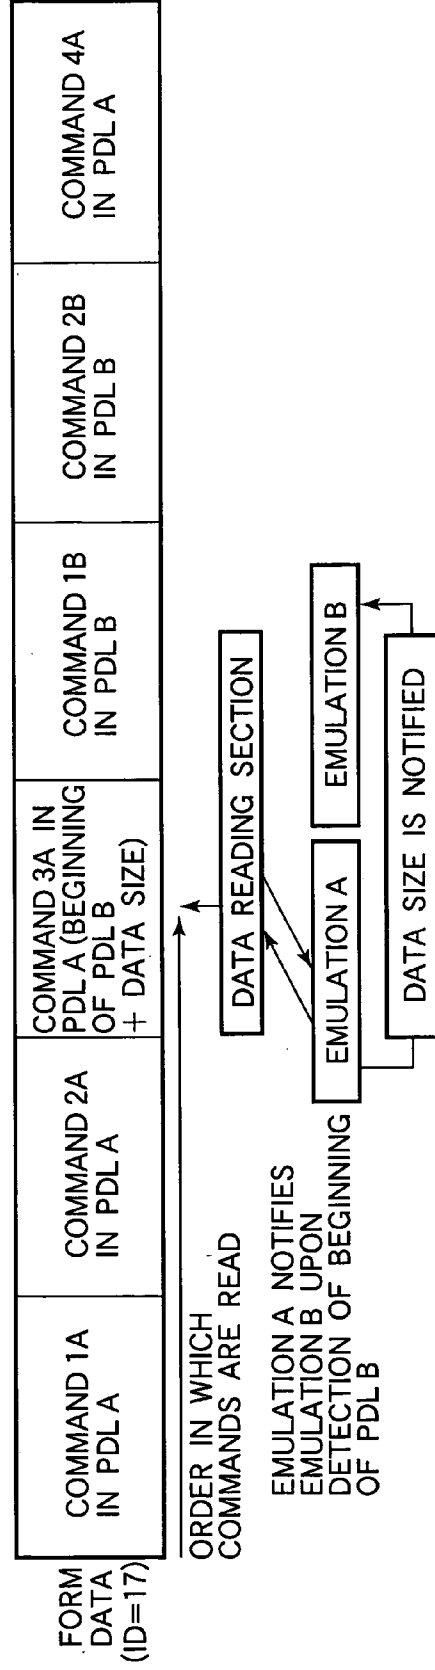 FORM
DATA
(ID=17)
COMMAND 1A
IN PDL A
COMMAND 2A
IN PDL A
COMMAND 3A IN
PDL A (BEGINNING
OF PDL B
+ DATA SIZE)
COMMAND 1B
IN PDL B
COMMAND 2B
IN PDL B
COMMAND 4A
IN PDL A
ORDER IN WHICH
COMMANDS ARE READ
DATA READING SECTION
EMULATION A NOTIFIES
EMULATION B UPON
DETECTION OF BEGINNING
OF PDL B
EMULATION A
EMULATION B
DATA SIZE IS NOTIFIED